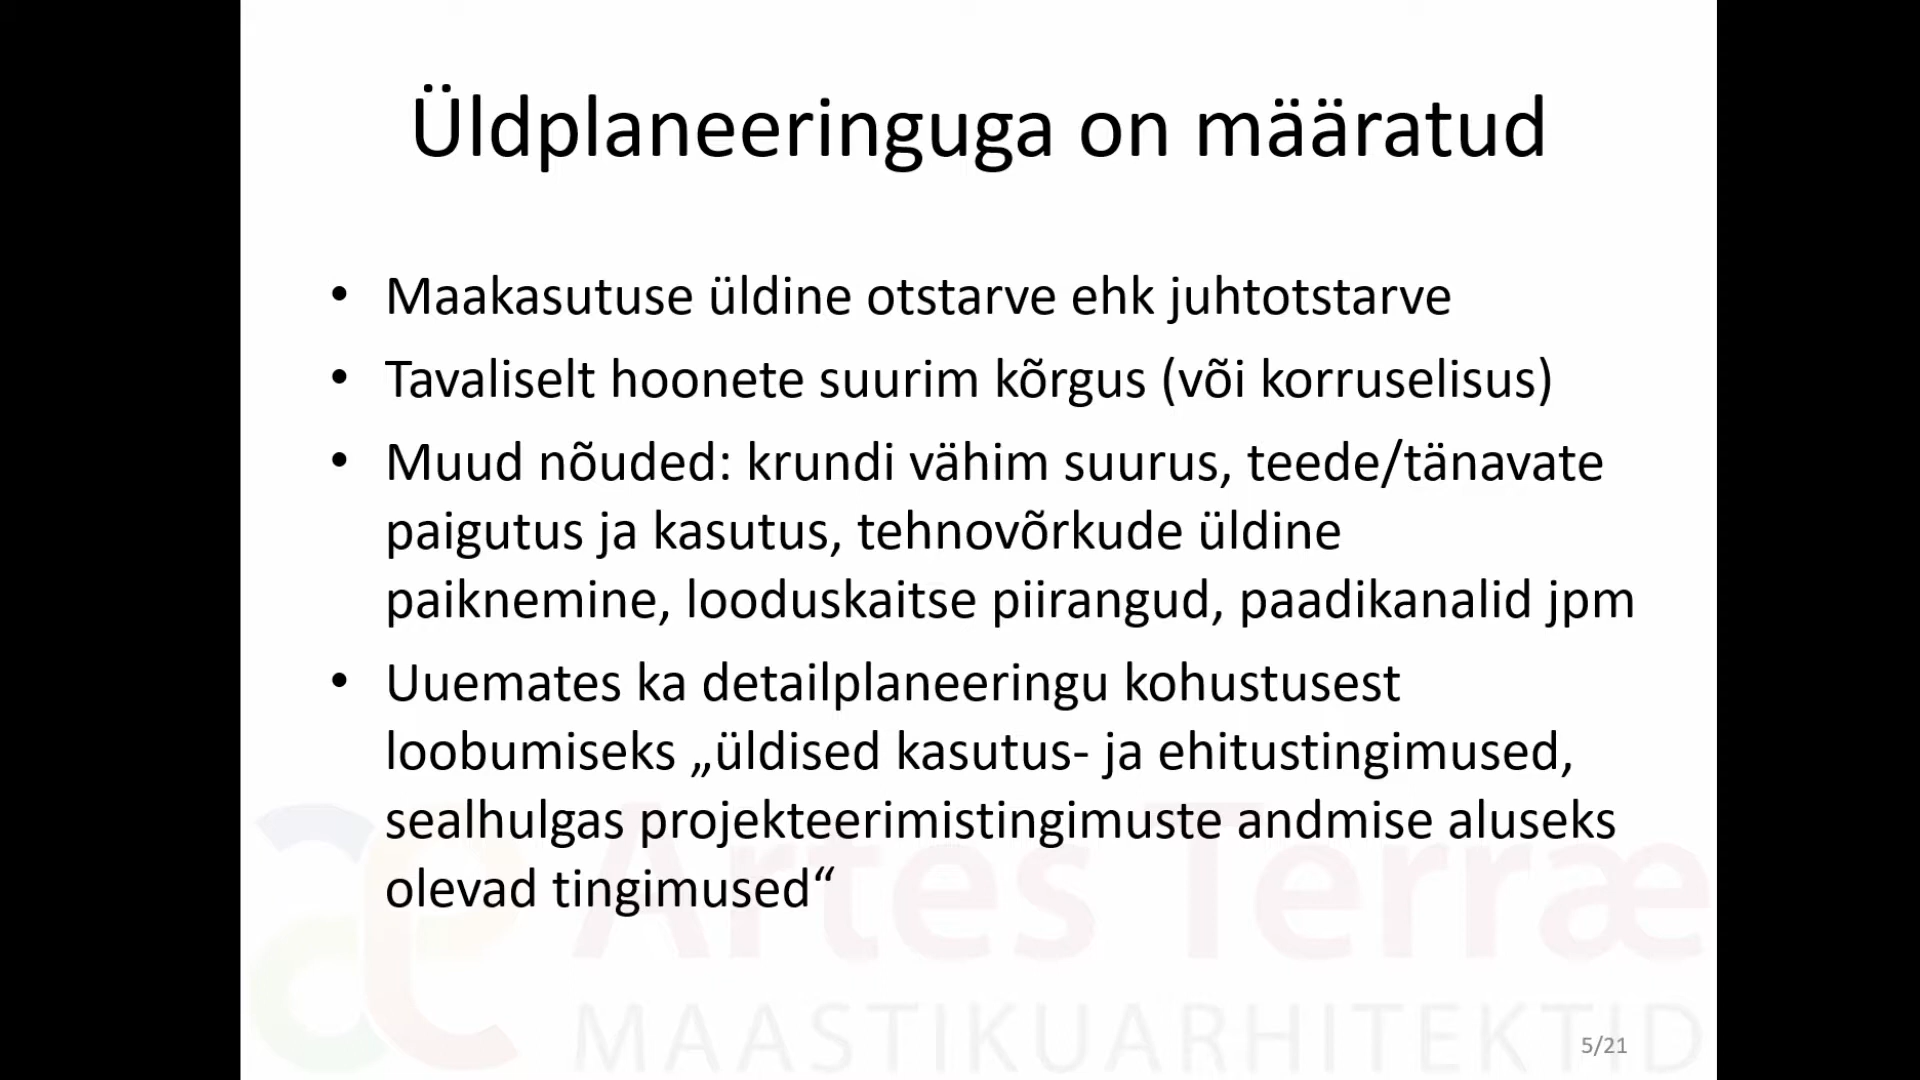 Üldplaneeringuga on määratud
• Maakasutuse üldine otstarve ehk juhtotstarve
• Tavaliselt hoonete suurim kõrgus (või korruselisus)
• Muud nõuded: krundi vähim suurus, teede/tänavate
paigutus ja kasutus, tehnovõrkude üldine
paiknemine, looduskaitse piirangud, paadikanalid jpm
• Uuemates ka detailplaneeringu kohustusest
loobumiseks „üldised kasutus- ja ehitustingimused,
sealhulgas projekteerimistingimuste andmise aluseks
olevad tingimused“
Artes Terræ
MAASTIKUARHITEKTID
5/21